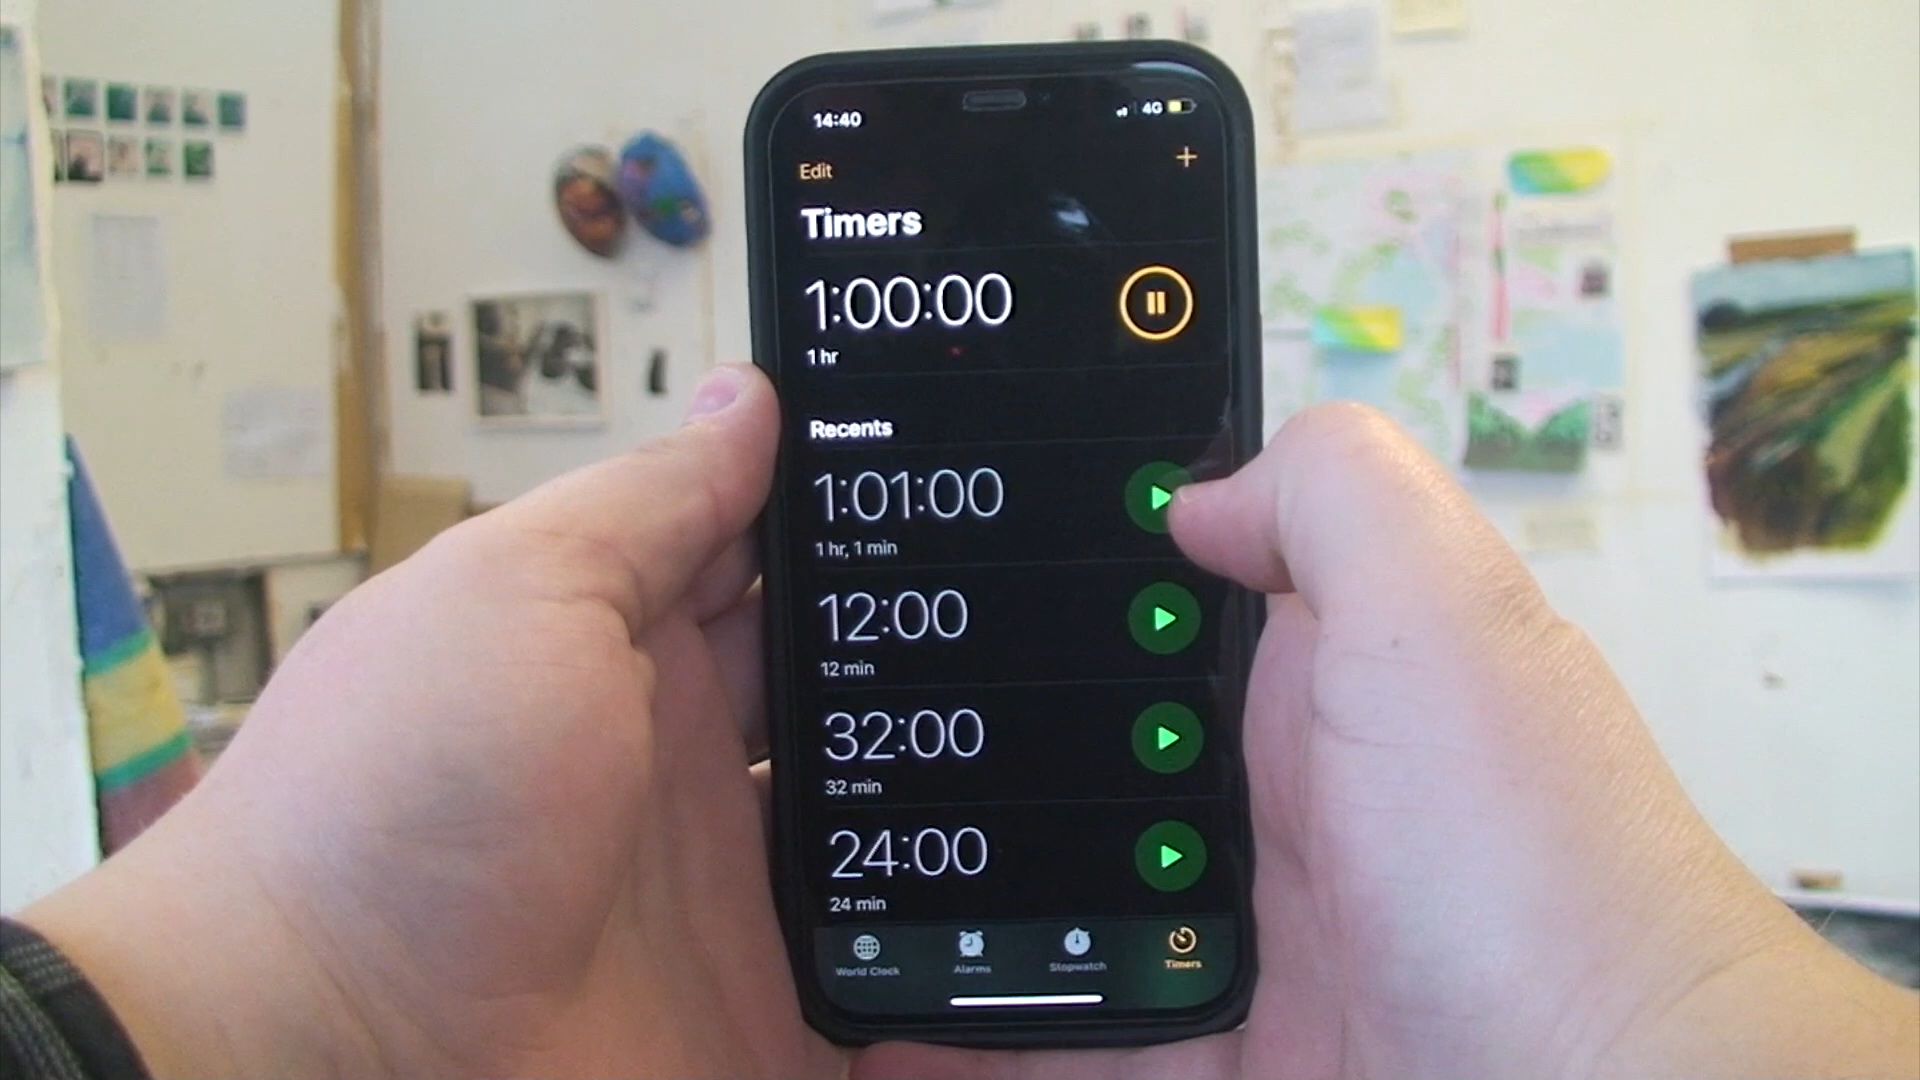 14:40
4G
Edit
+
Timers
1:00:00
1 hr
Recents
1:01:00
1 hr, 1 min
12:00
12 min
32:00
32 min
24:00
24 min
World Clock
Alarms
Stopwatch
Timers